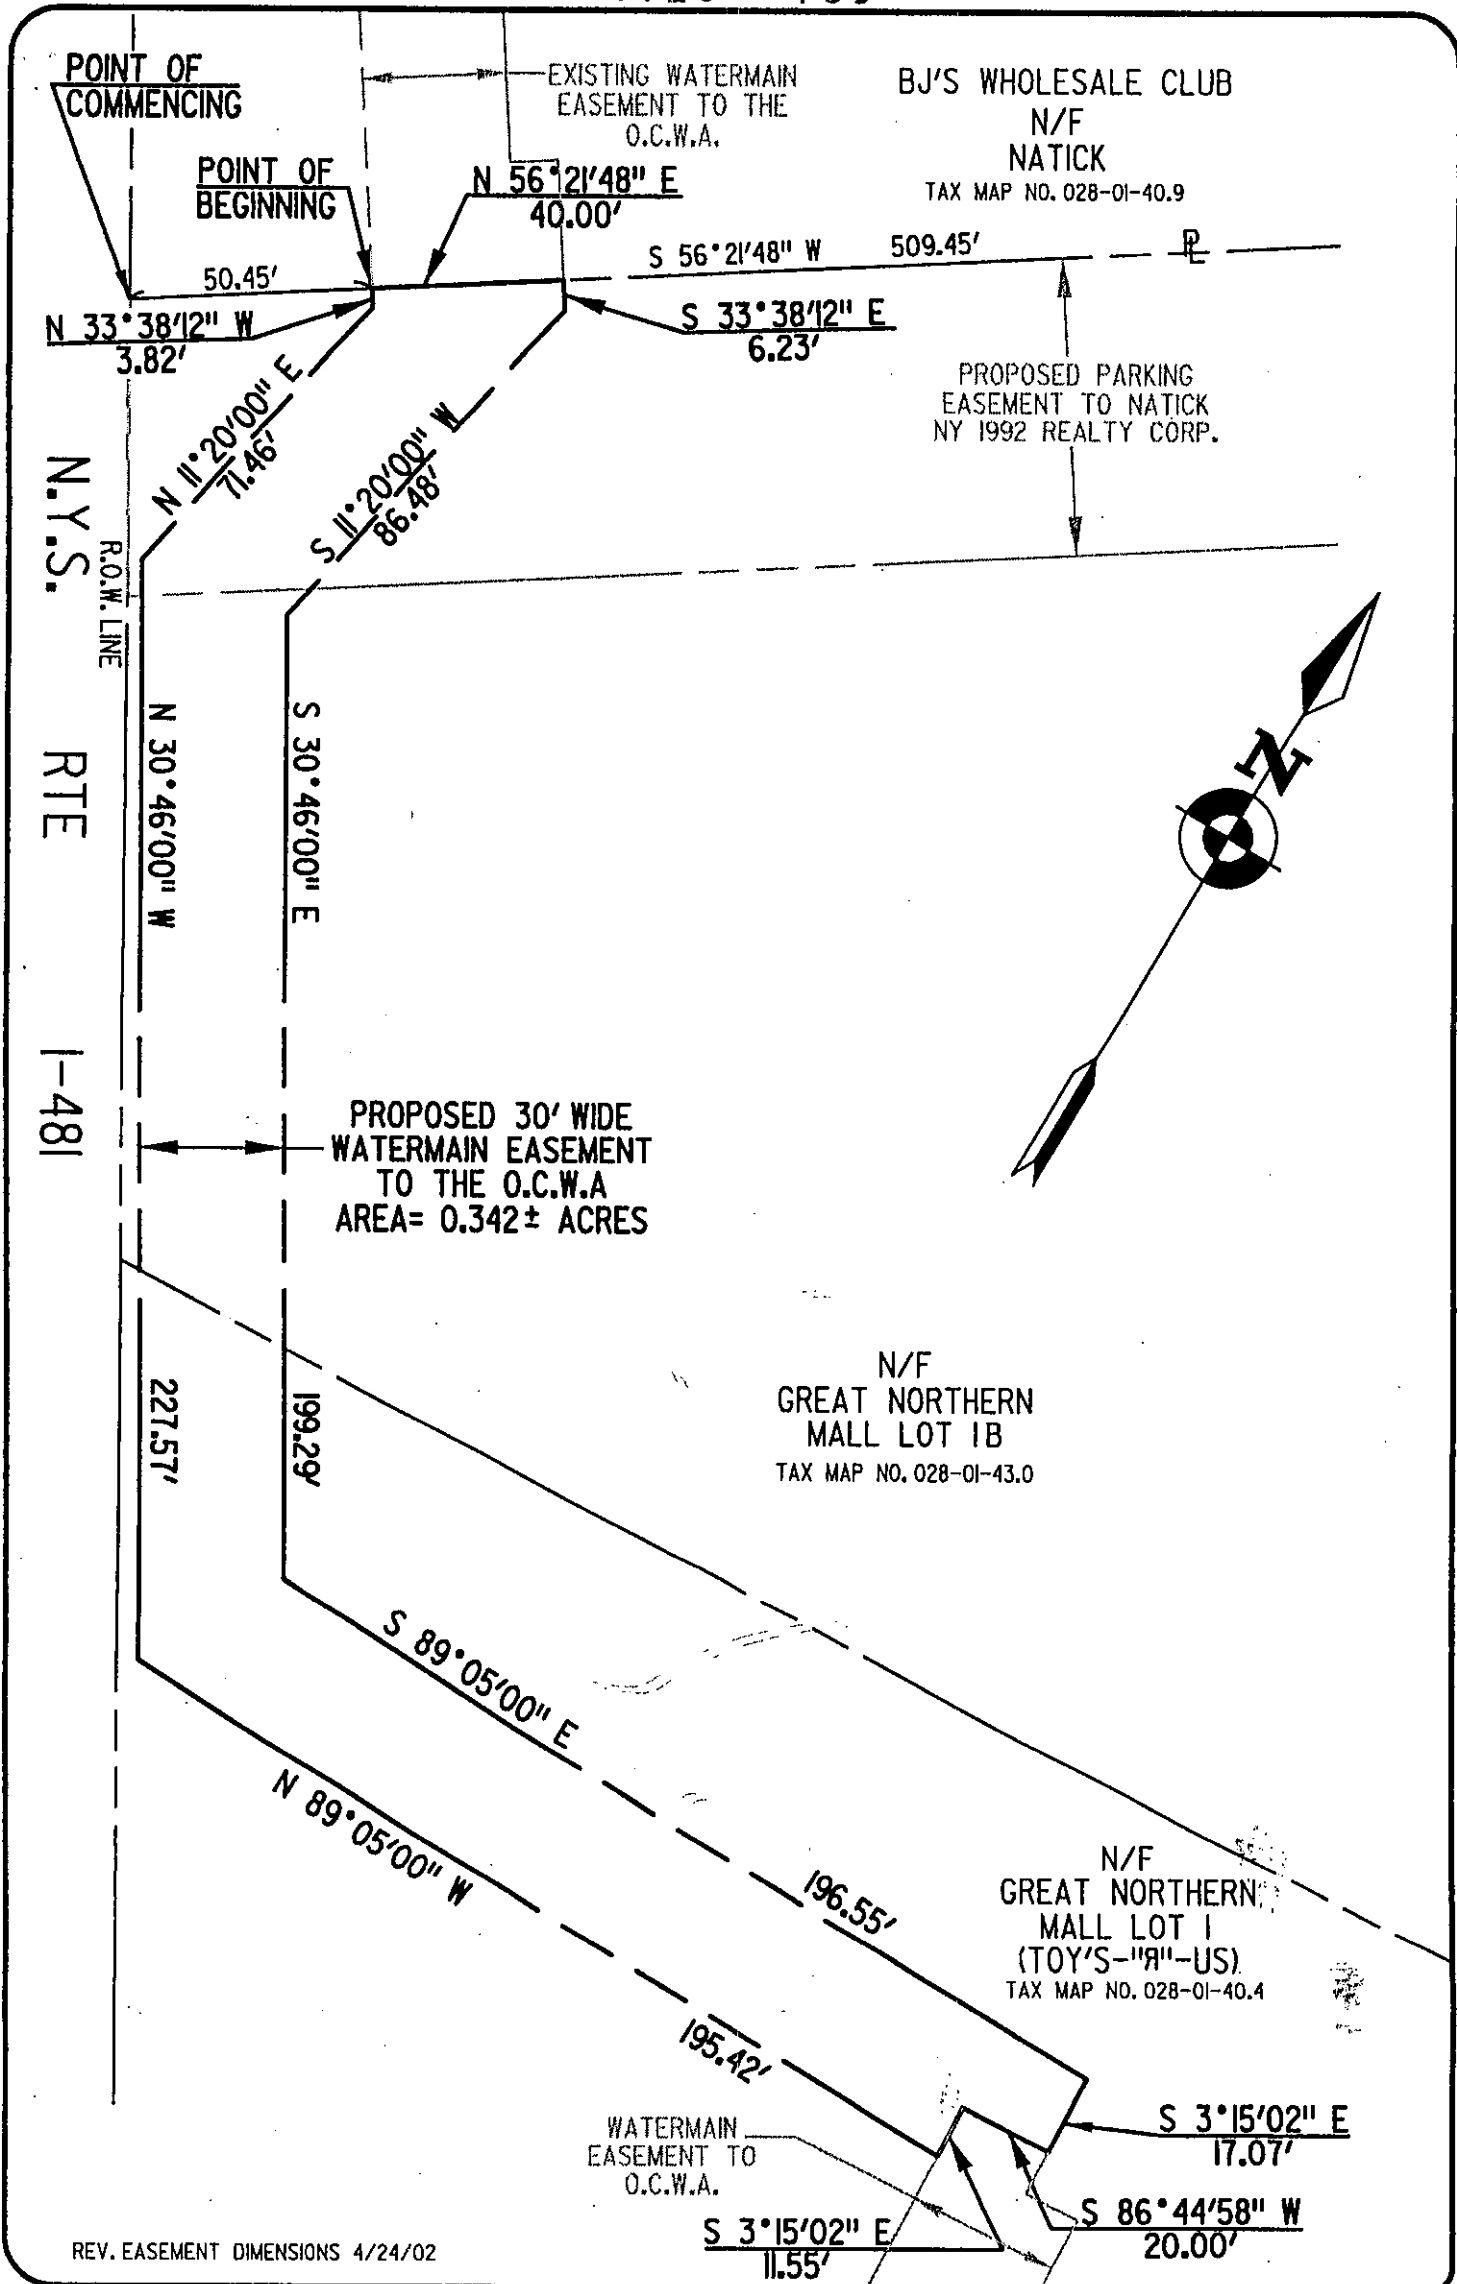 POINT OF
COMMENCING
EXISTING WATERMAIN
EASEMENT TO THE
O.C.W.A.
BJ'S WHOLESALE CLUB
N/F
NATICK
TAX MAP NO. 028-01-40.9
POINT OF
BEGINNING
N 56°21'48" E
40.00'
S 56°21'48" W 509.45'
PL
50.45'
N 33°38'12" W
3.82'
S 33°38'12" E
6.23'
PROPOSED PARKING
EASEMENT TO NATICK
NY 1992 REALTY CORP.
N 11°20'00" E
71.46'
S 11°20'00" W
86.48'
N.Y.S. RTE I-481
R.O.W. LINE
N 30°46'00" W
S 30°46'00" E
N
PROPOSED 30' WIDE
WATERMAIN EASEMENT
TO THE O.C.W.A
AREA= 0.342± ACRES
227.57'
199.29'
N/F
GREAT NORTHERN
MALL LOT 1B
TAX MAP NO. 028-01-43.0
S 89°05'00" E
196.55'
N 89°05'00" W
195.42'
N/F
GREAT NORTHERN
MALL LOT 1
(TOY'S-"Я"-US)
TAX MAP NO. 028-01-40.4
WATERMAIN
EASEMENT TO
O.C.W.A.
S 3°15'02" E
17.07'
S 86°44'58" W
20.00'
S 3°15'02" E
11.55'
REV. EASEMENT DIMENSIONS 4/24/02